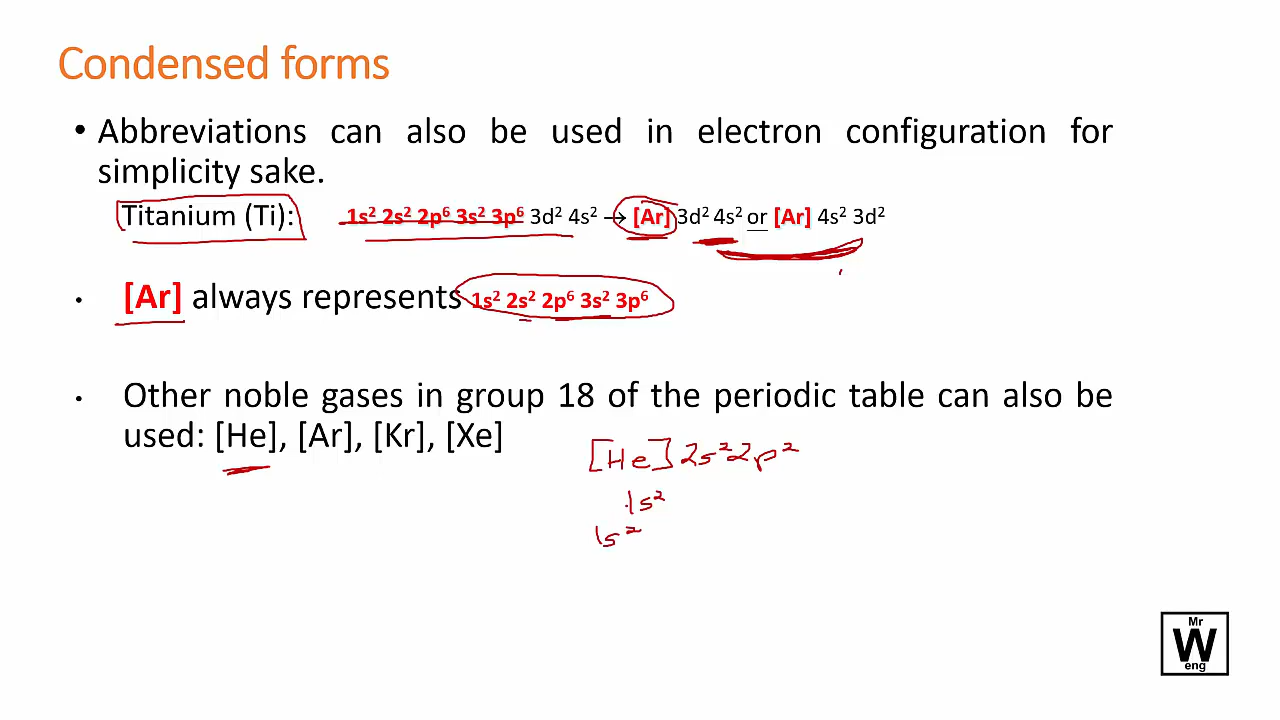 Condensed forms
• Abbreviations can also be used in electron configuration for
simplicity sake.
Titanium (Ti): 1s² 2s² 2p⁶ 3s² 3p⁶ 3d² 4s² → [Ar] 3d² 4s² or [Ar] 4s² 3d²
• [Ar] always represents 1s² 2s² 2p⁶ 3s² 3p⁶
• Other noble gases in group 18 of the periodic table can also be
used: [He], [Ar], [Kr], [Xe]
[He] 2s² 2p²
1s²
1s²
Mr
W
eng